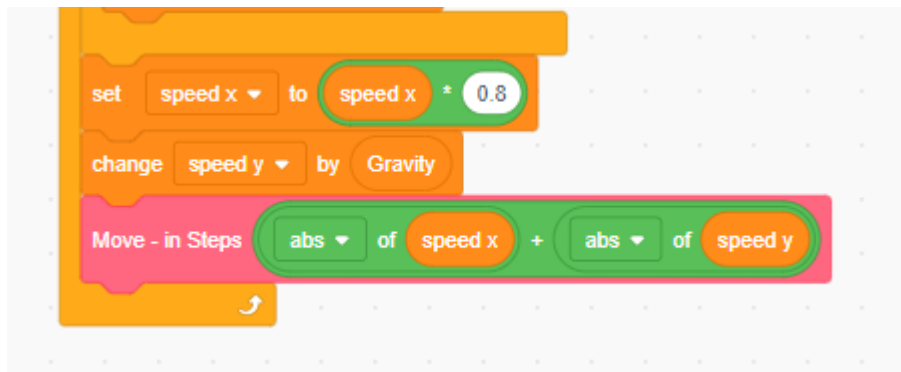 set speed x to speed x * 0.8
change speed y by Gravity
Move - in Steps abs of speed x + abs of speed y